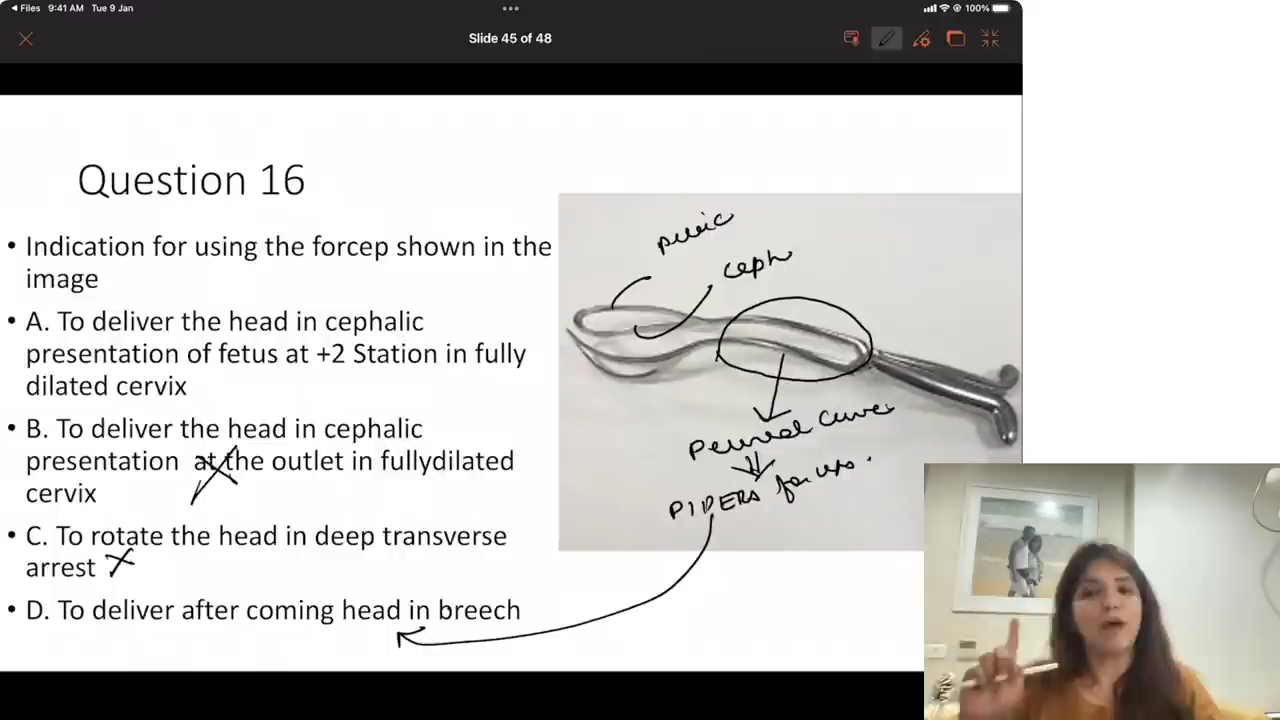 Files 9:41 AM Tue 9 Jan
100%
Slide 45 of 48
Question 16
• Indication for using the forcep shown in the
image
• A. To deliver the head in cephalic
presentation of fetus at +2 Station in fully
dilated cervix
• B. To deliver the head in cephalic
presentation at the outlet in fullydilated
cervix
• C. To rotate the head in deep transverse
arrest
• D. To deliver after coming head in breech
pelvic
ceph
Perineal curve
PIPERS forceps.